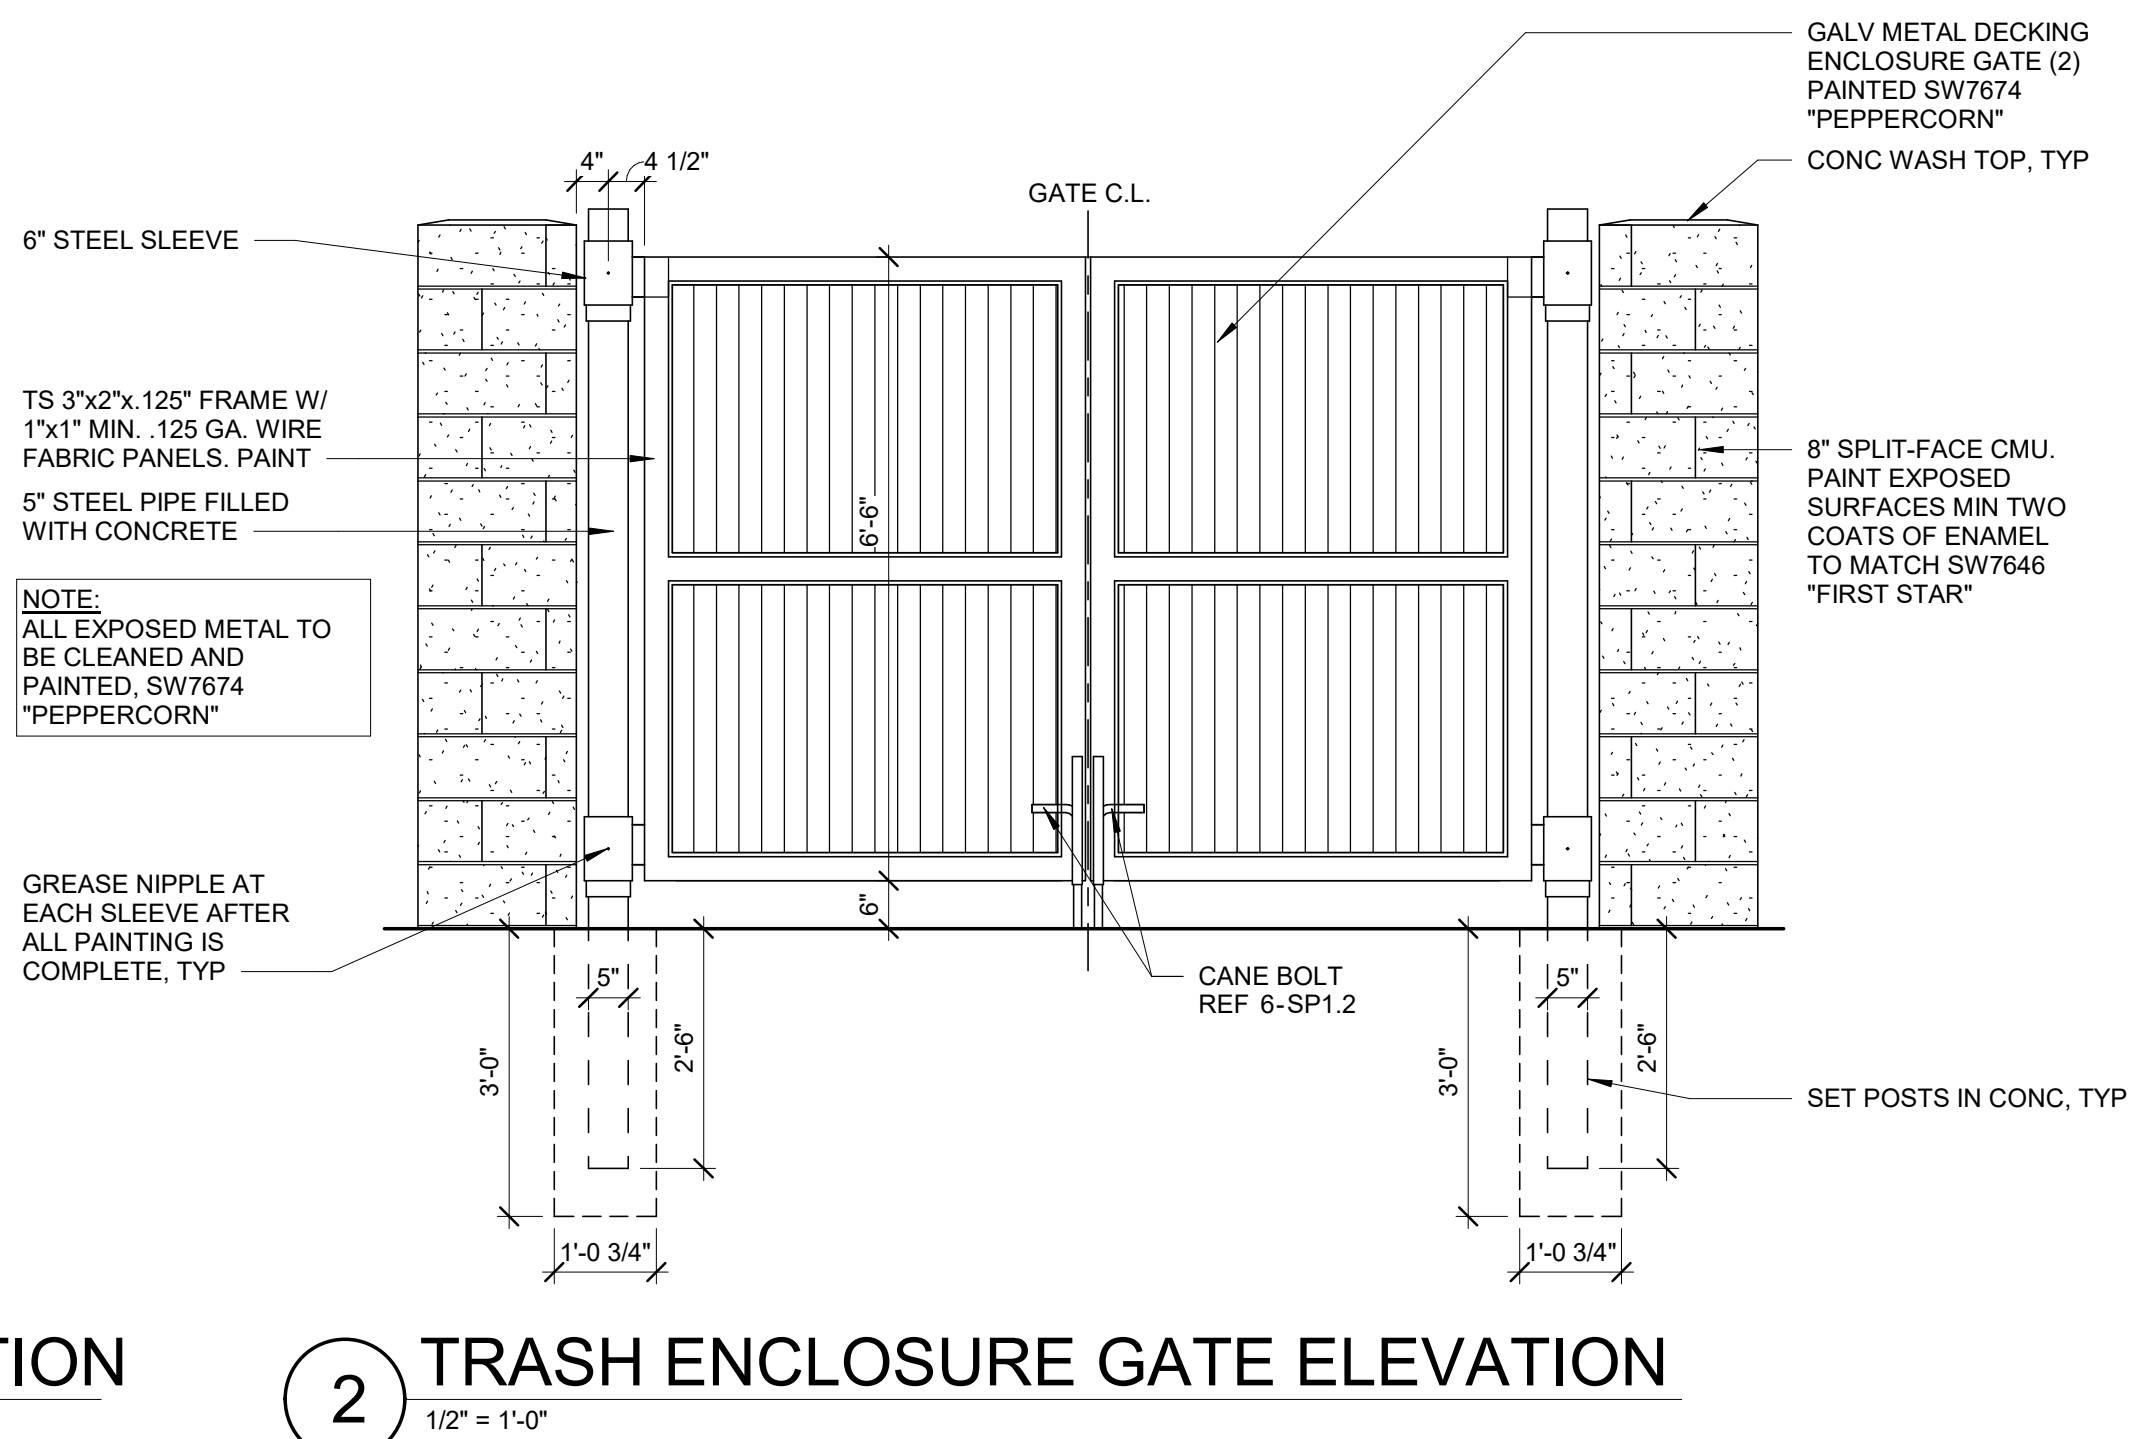 GALV METAL DECKING
ENCLOSURE GATE (2)
PAINTED SW7674
"PEPPERCORN"
CONC WASH TOP, TYP
4"
4 1/2"
GATE C.L.
6" STEEL SLEEVE
TS 3"x2"x.125" FRAME W/
1"x1" MIN. .125 GA. WIRE
FABRIC PANELS. PAINT
5" STEEL PIPE FILLED
WITH CONCRETE
NOTE:
ALL EXPOSED METAL TO
BE CLEANED AND
PAINTED, SW7674
"PEPPERCORN"
6'-6"
8" SPLIT-FACE CMU.
PAINT EXPOSED
SURFACES MIN TWO
COATS OF ENAMEL
TO MATCH SW7646
"FIRST STAR"
GREASE NIPPLE AT
EACH SLEEVE AFTER
ALL PAINTING IS
COMPLETE, TYP
6"
5"
CANE BOLT
REF 6-SP1.2
5"
3'-0"
2'-6"
3'-0"
2'-6"
SET POSTS IN CONC, TYP
1'-0 3/4"
1'-0 3/4"
TION
2
TRASH ENCLOSURE GATE ELEVATION
1/2" = 1'-0"